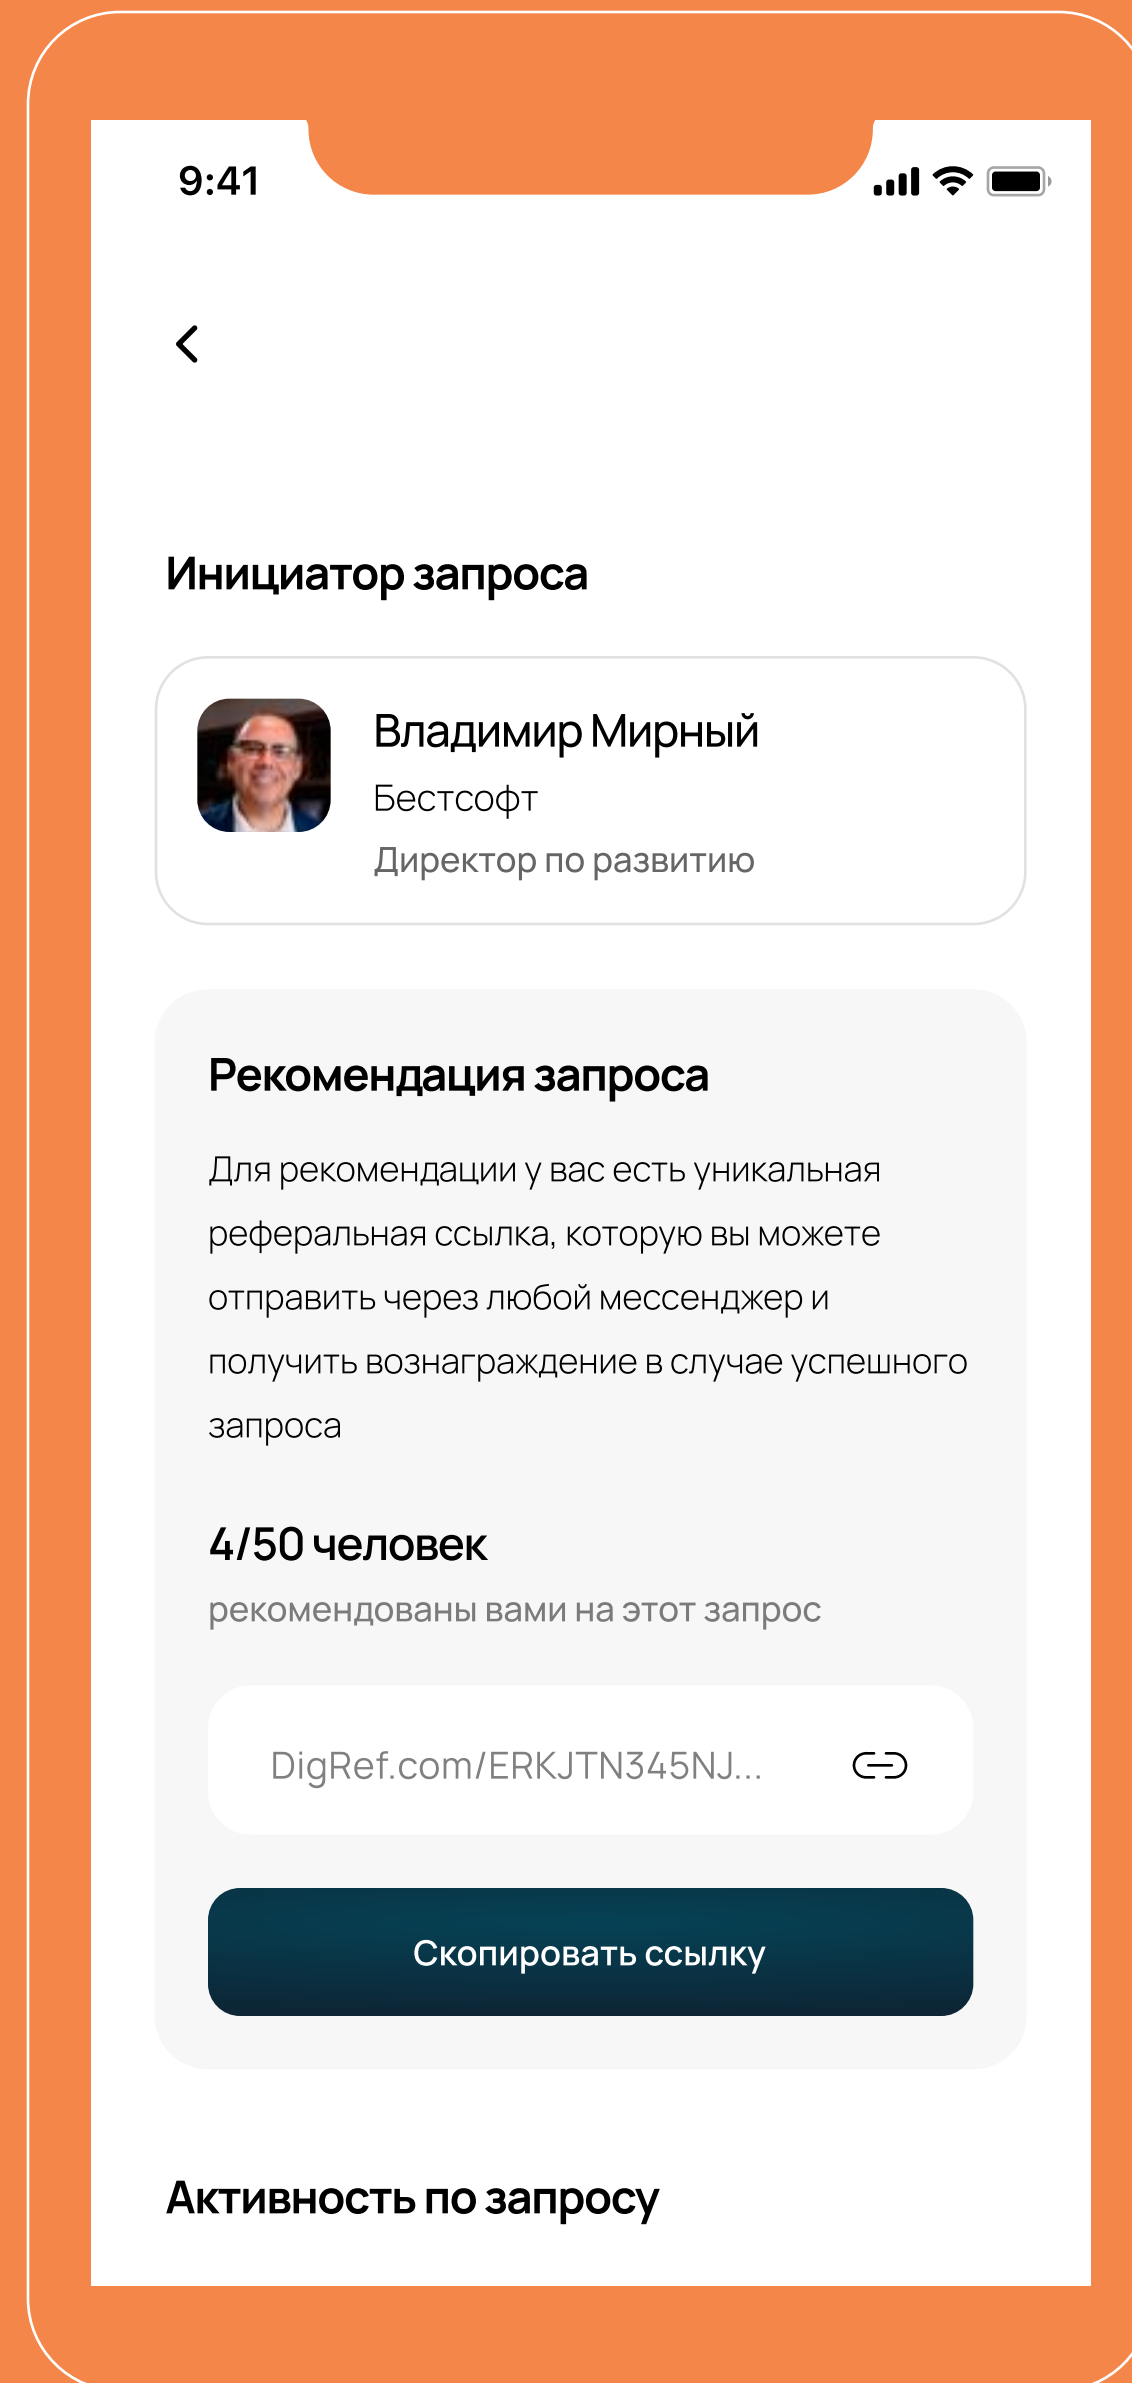 9:41
Инициатор запроса
Владимир Мирный
Бестсофт
Директор по развитию
Рекомендация запроса
Для рекомендации у вас есть уникальная
реферальная ссылка, которую вы можете
отправить через любой мессенджер и
получить вознаграждение в случае успешного
запроса
4/50 человек
рекомендованы вами на этот запрос
DigRef.com/ERKJTN345NJ...
Скопировать ссылку
Активность по запросу